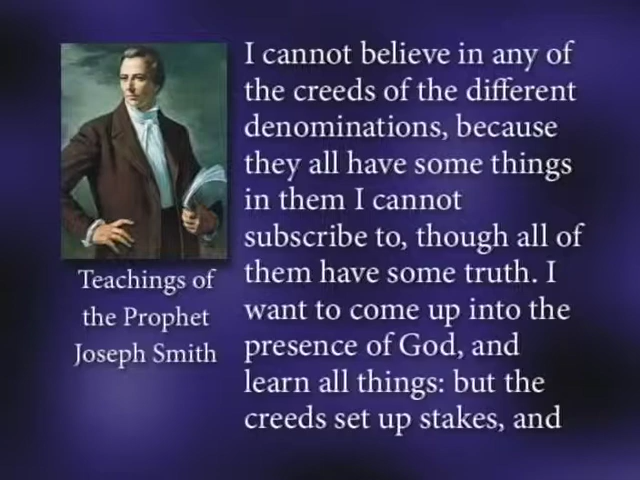 I cannot believe in any of
the creeds of the different
denominations, because
they all have some things
in them I cannot
subscribe to, though all of
them have some truth. I
want to come up into the
presence of God, and
learn all things: but the
creeds set up stakes, and
Teachings of
the Prophet
Joseph Smith